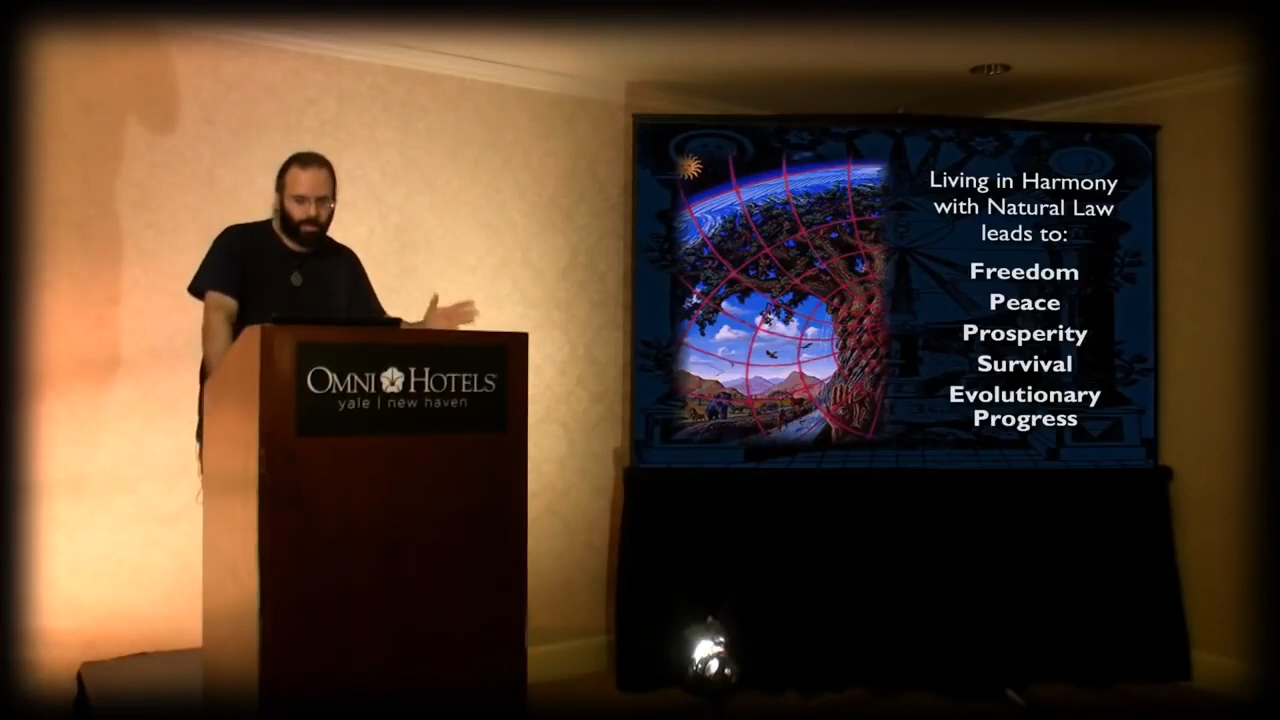 OMNI HOTELS
yale | new haven
Living in Harmony
with Natural Law
leads to:
Freedom
Peace
Prosperity
Survival
Evolutionary
Progress